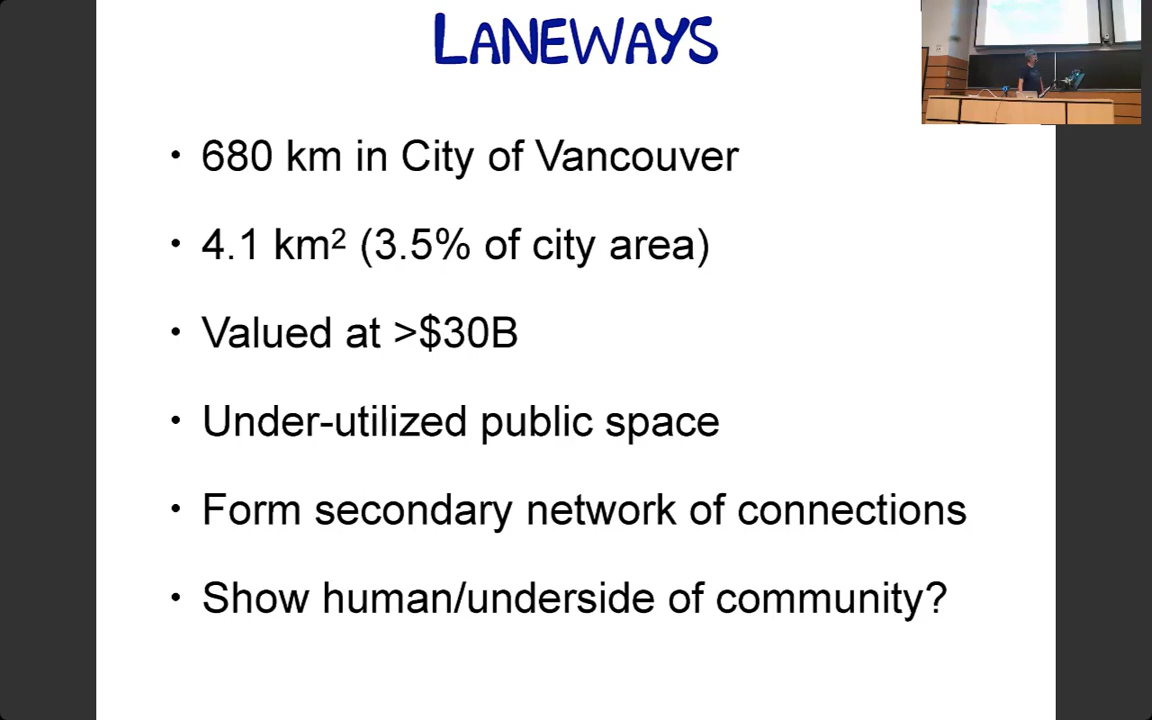 LANEWAYS
• 680 km in City of Vancouver
• 4.1 km² (3.5% of city area)
• Valued at >$30B
• Under-utilized public space
• Form secondary network of connections
• Show human/underside of community?